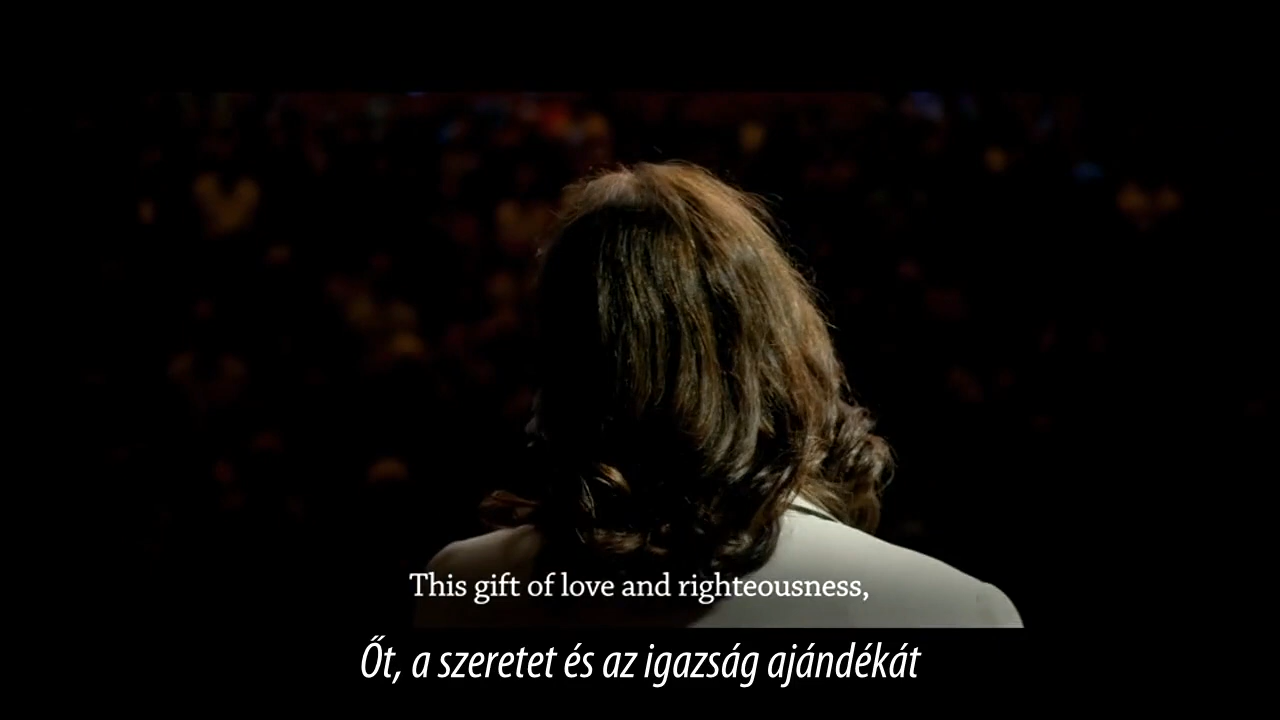 This gift of love and righteousness,
Őt, a szeretet és az igazság ajándékát